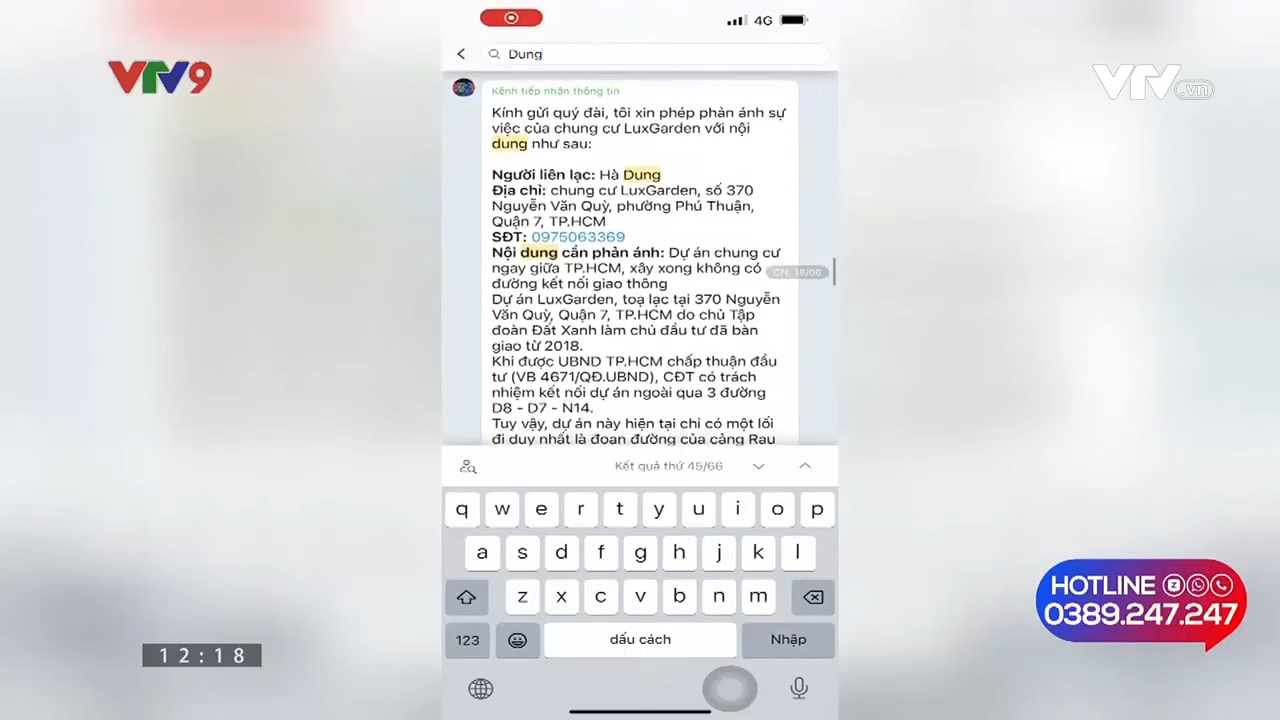 4G
VTV9
Dung
VTV.vn
Kênh tiếp nhận thông tin
Kính gửi quý đài, tôi xin phép phản ánh sự
việc của chung cư LuxGarden với nội
dung như sau:
Người liên lạc: Hà Dung
Địa chỉ: chung cư LuxGarden, số 370
Nguyễn Văn Quỳ, phường Phú Thuận,
Quận 7, TP.HCM
SĐT: 0975063369
Nội dung cần phản ánh: Dự án chung cư
ngay giữa TP.HCM, xây xong không có
CN, 18/06
đường kết nối giao thông
Dự án LuxGarden, toạ lạc tại 370 Nguyễn
Văn Quỳ, Quận 7, TP.HCM do chủ Tập
đoàn Đất Xanh làm chủ đầu tư đã bàn
giao từ 2018.
Khi được UBND TP.HCM chấp thuận đầu
tư (VB 4671/QĐ.UBND), CĐT có trách
nhiệm kết nối dự án ngoài qua 3 đường
D8 - D7 - N14.
Tuy vậy, dự án này hiện tại chỉ có một lối
đi duy nhất là đoạn đường của cảng Rau
Kết quả thứ 45/66
q w e r t y u i o p
a s d f g h j k l
z x c v b n m
123 dấu cách Nhập
HOTLINE
0389.247.247
12:18